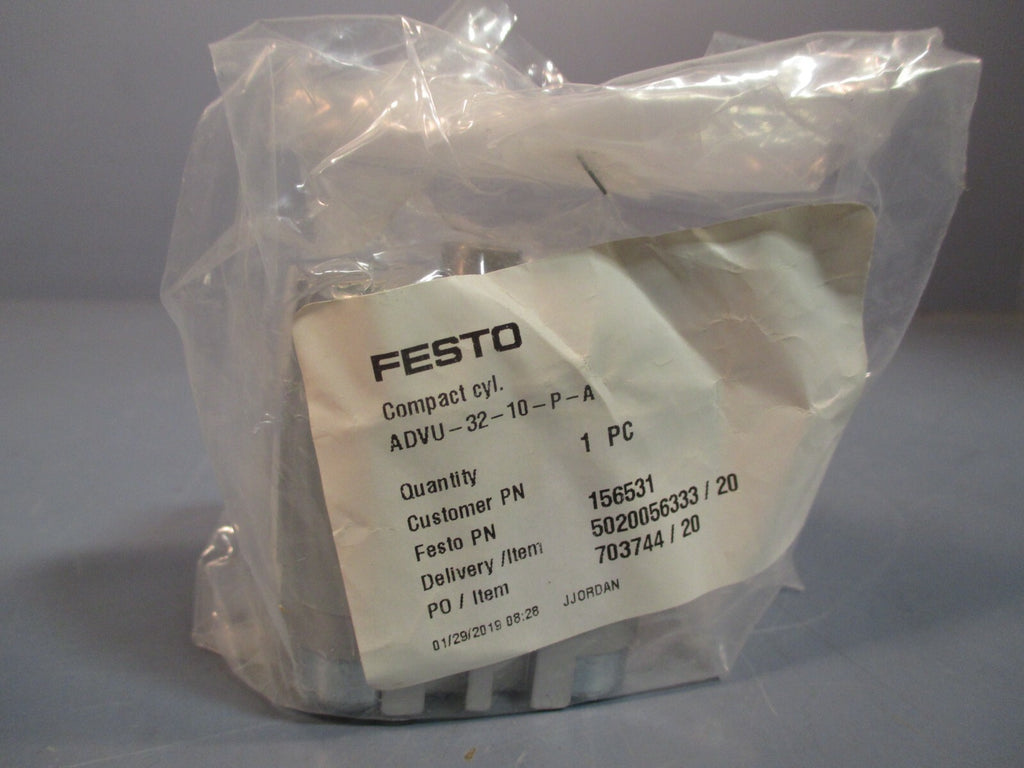 FESTO
Compact cyl.
ADVU-32-10-P-A
Quantity 1 PC
Customer PN
Festo PN 156531
Delivery /Item 5020056333 / 20
PO / Item 703744 / 20
01/29/2019 08:28 JJORDAN